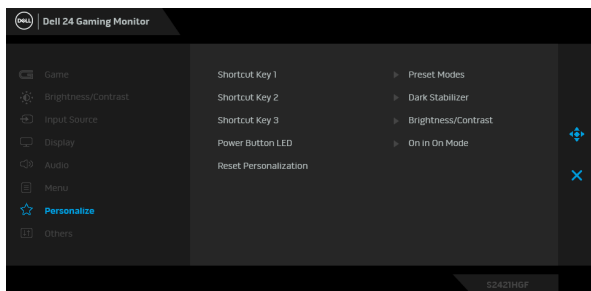 DELL Dell 24 Gaming Monitor
Game
Brightness/Contrast
Input Source
Display
Audio
Menu
Personalize
Others
Shortcut Key 1 Preset Modes
Shortcut Key 2 Dark Stabilizer
Shortcut Key 3 Brightness/Contrast
Power Button LED On in On Mode
Reset Personalization
S2421HGF